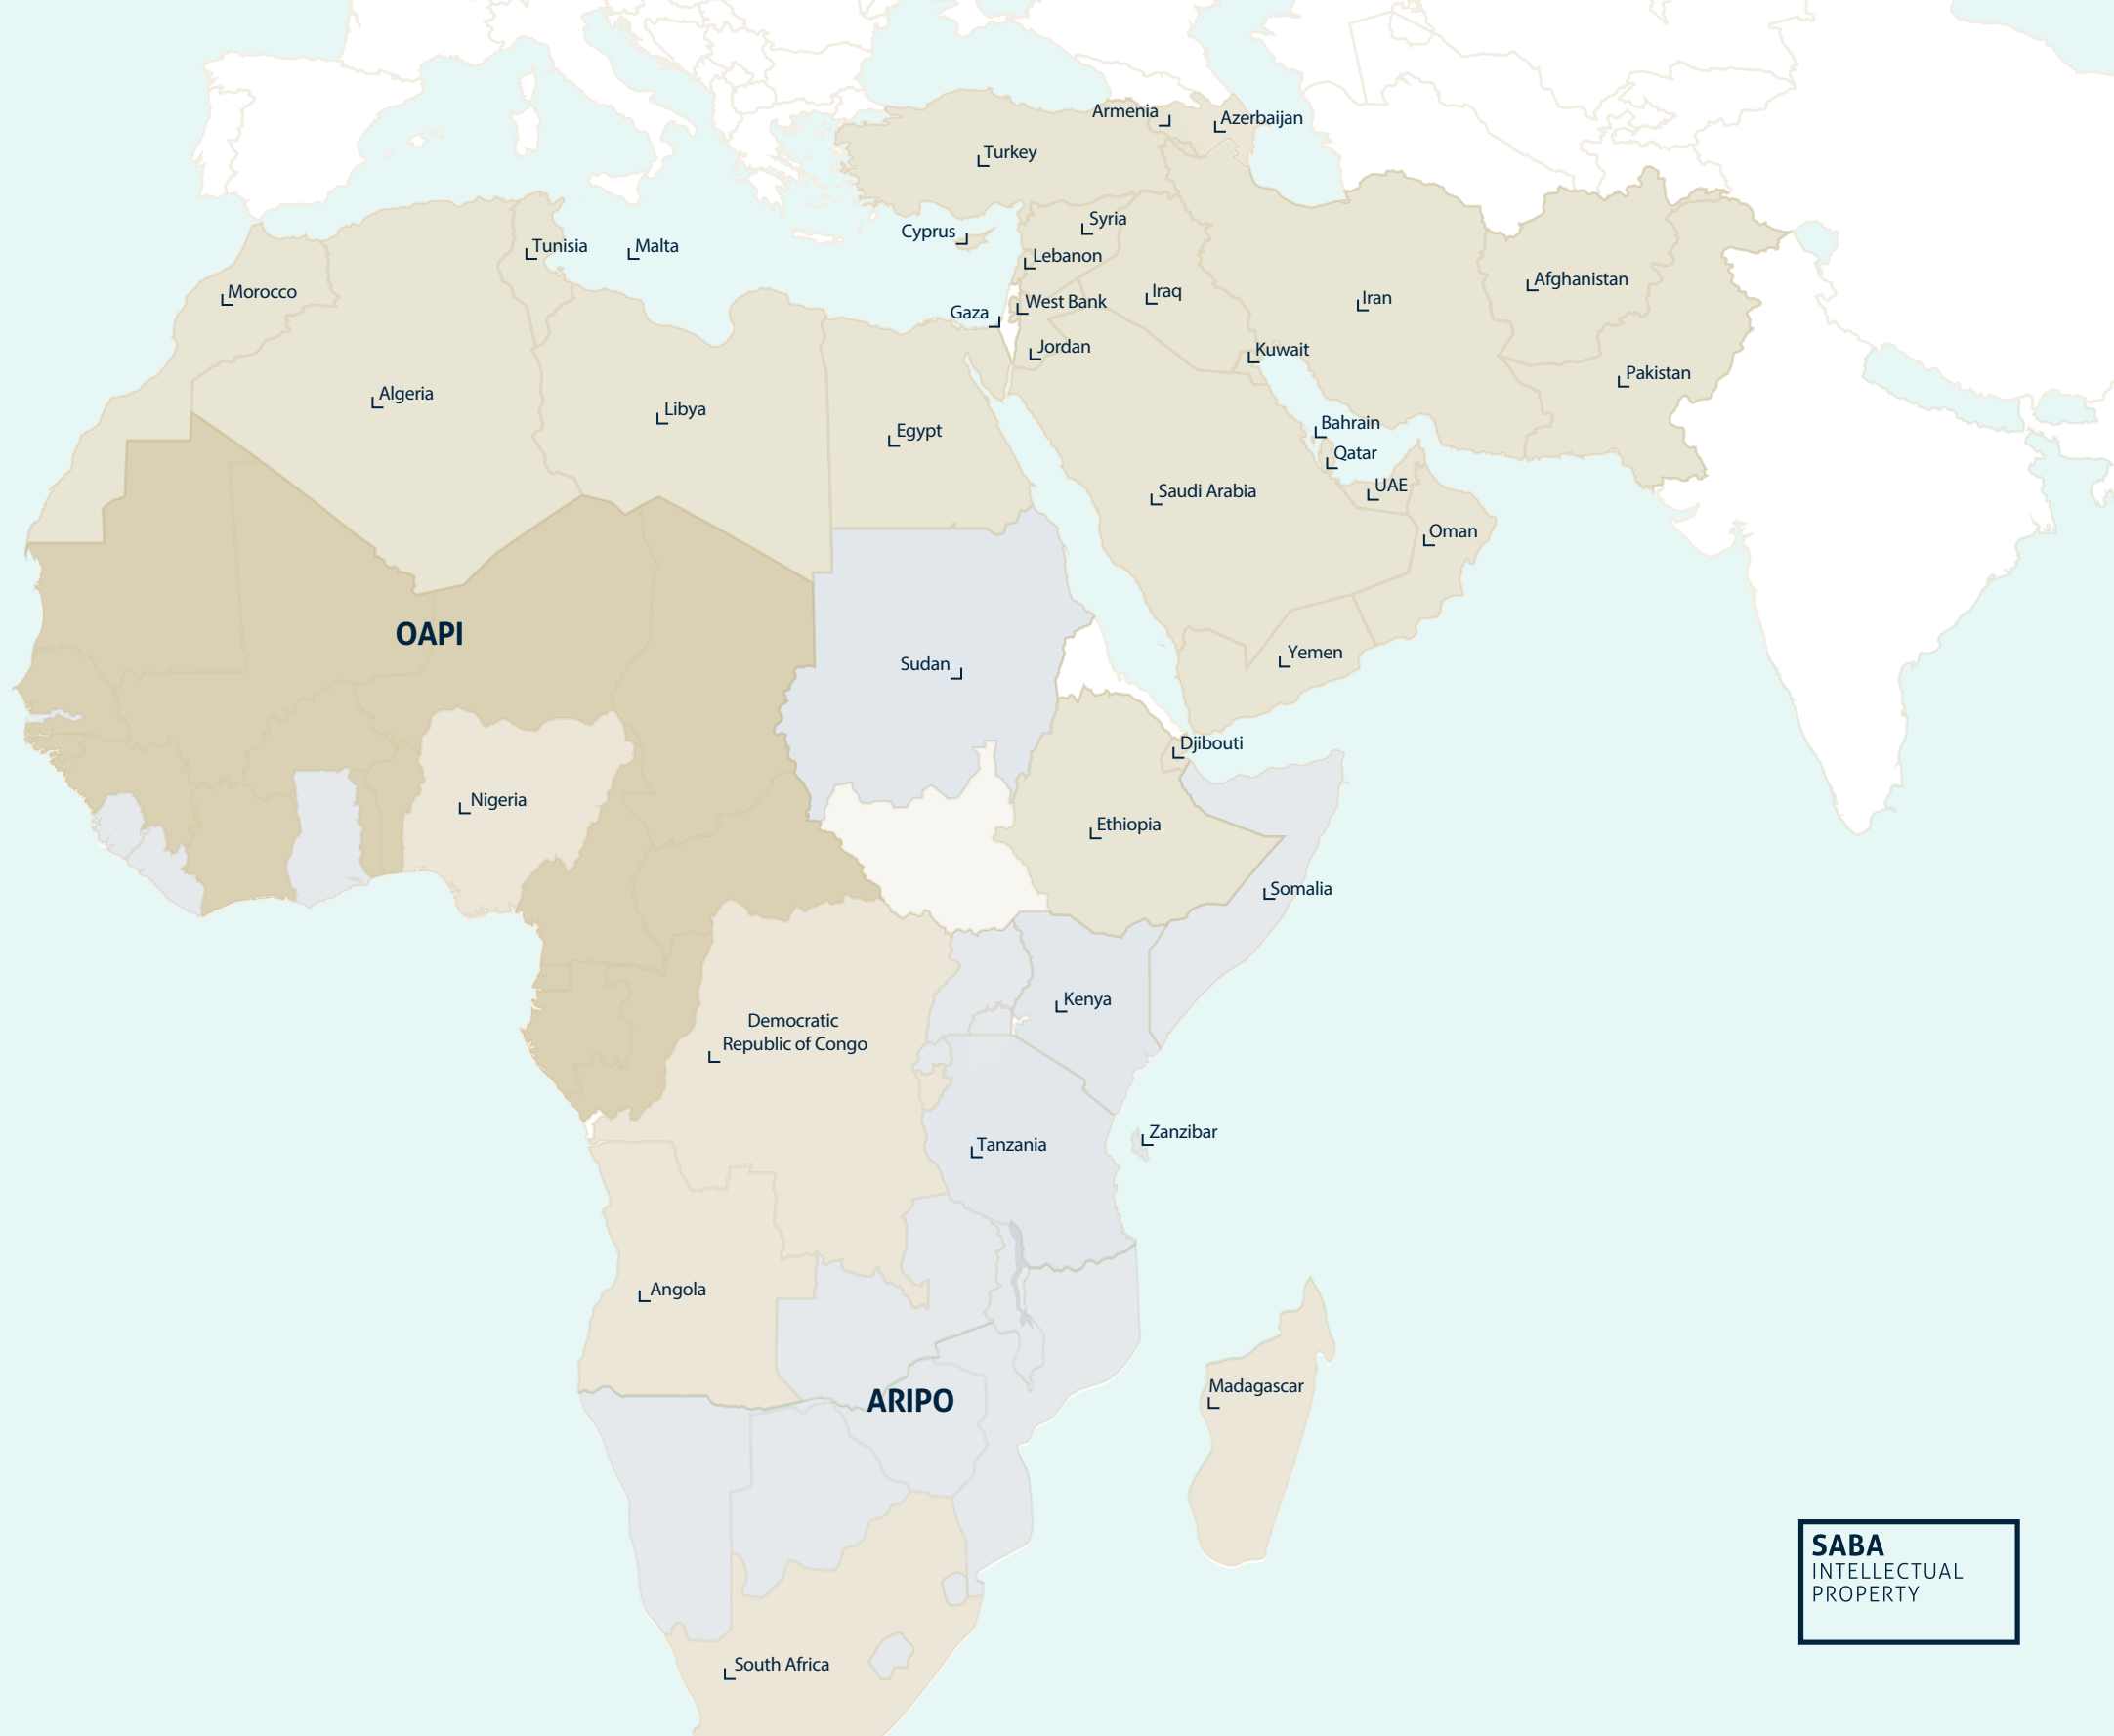 Armenia
Azerbaijan
Turkey
Syria
Cyprus
Tunisia
Malta
Lebanon
Afghanistan
Morocco
Iraq
Iran
West Bank
Gaza
Jordan
Kuwait
Pakistan
Algeria
Libya
Egypt
Bahrain
Qatar
UAE
Saudi Arabia
Oman
OAPI
Sudan
Yemen
Djibouti
Nigeria
Ethiopia
Somalia
Kenya
Democratic
Republic of Congo
Zanzibar
Tanzania
Angola
Madagascar
ARIPO
SABA
INTELLECTUAL
PROPERTY
South Africa